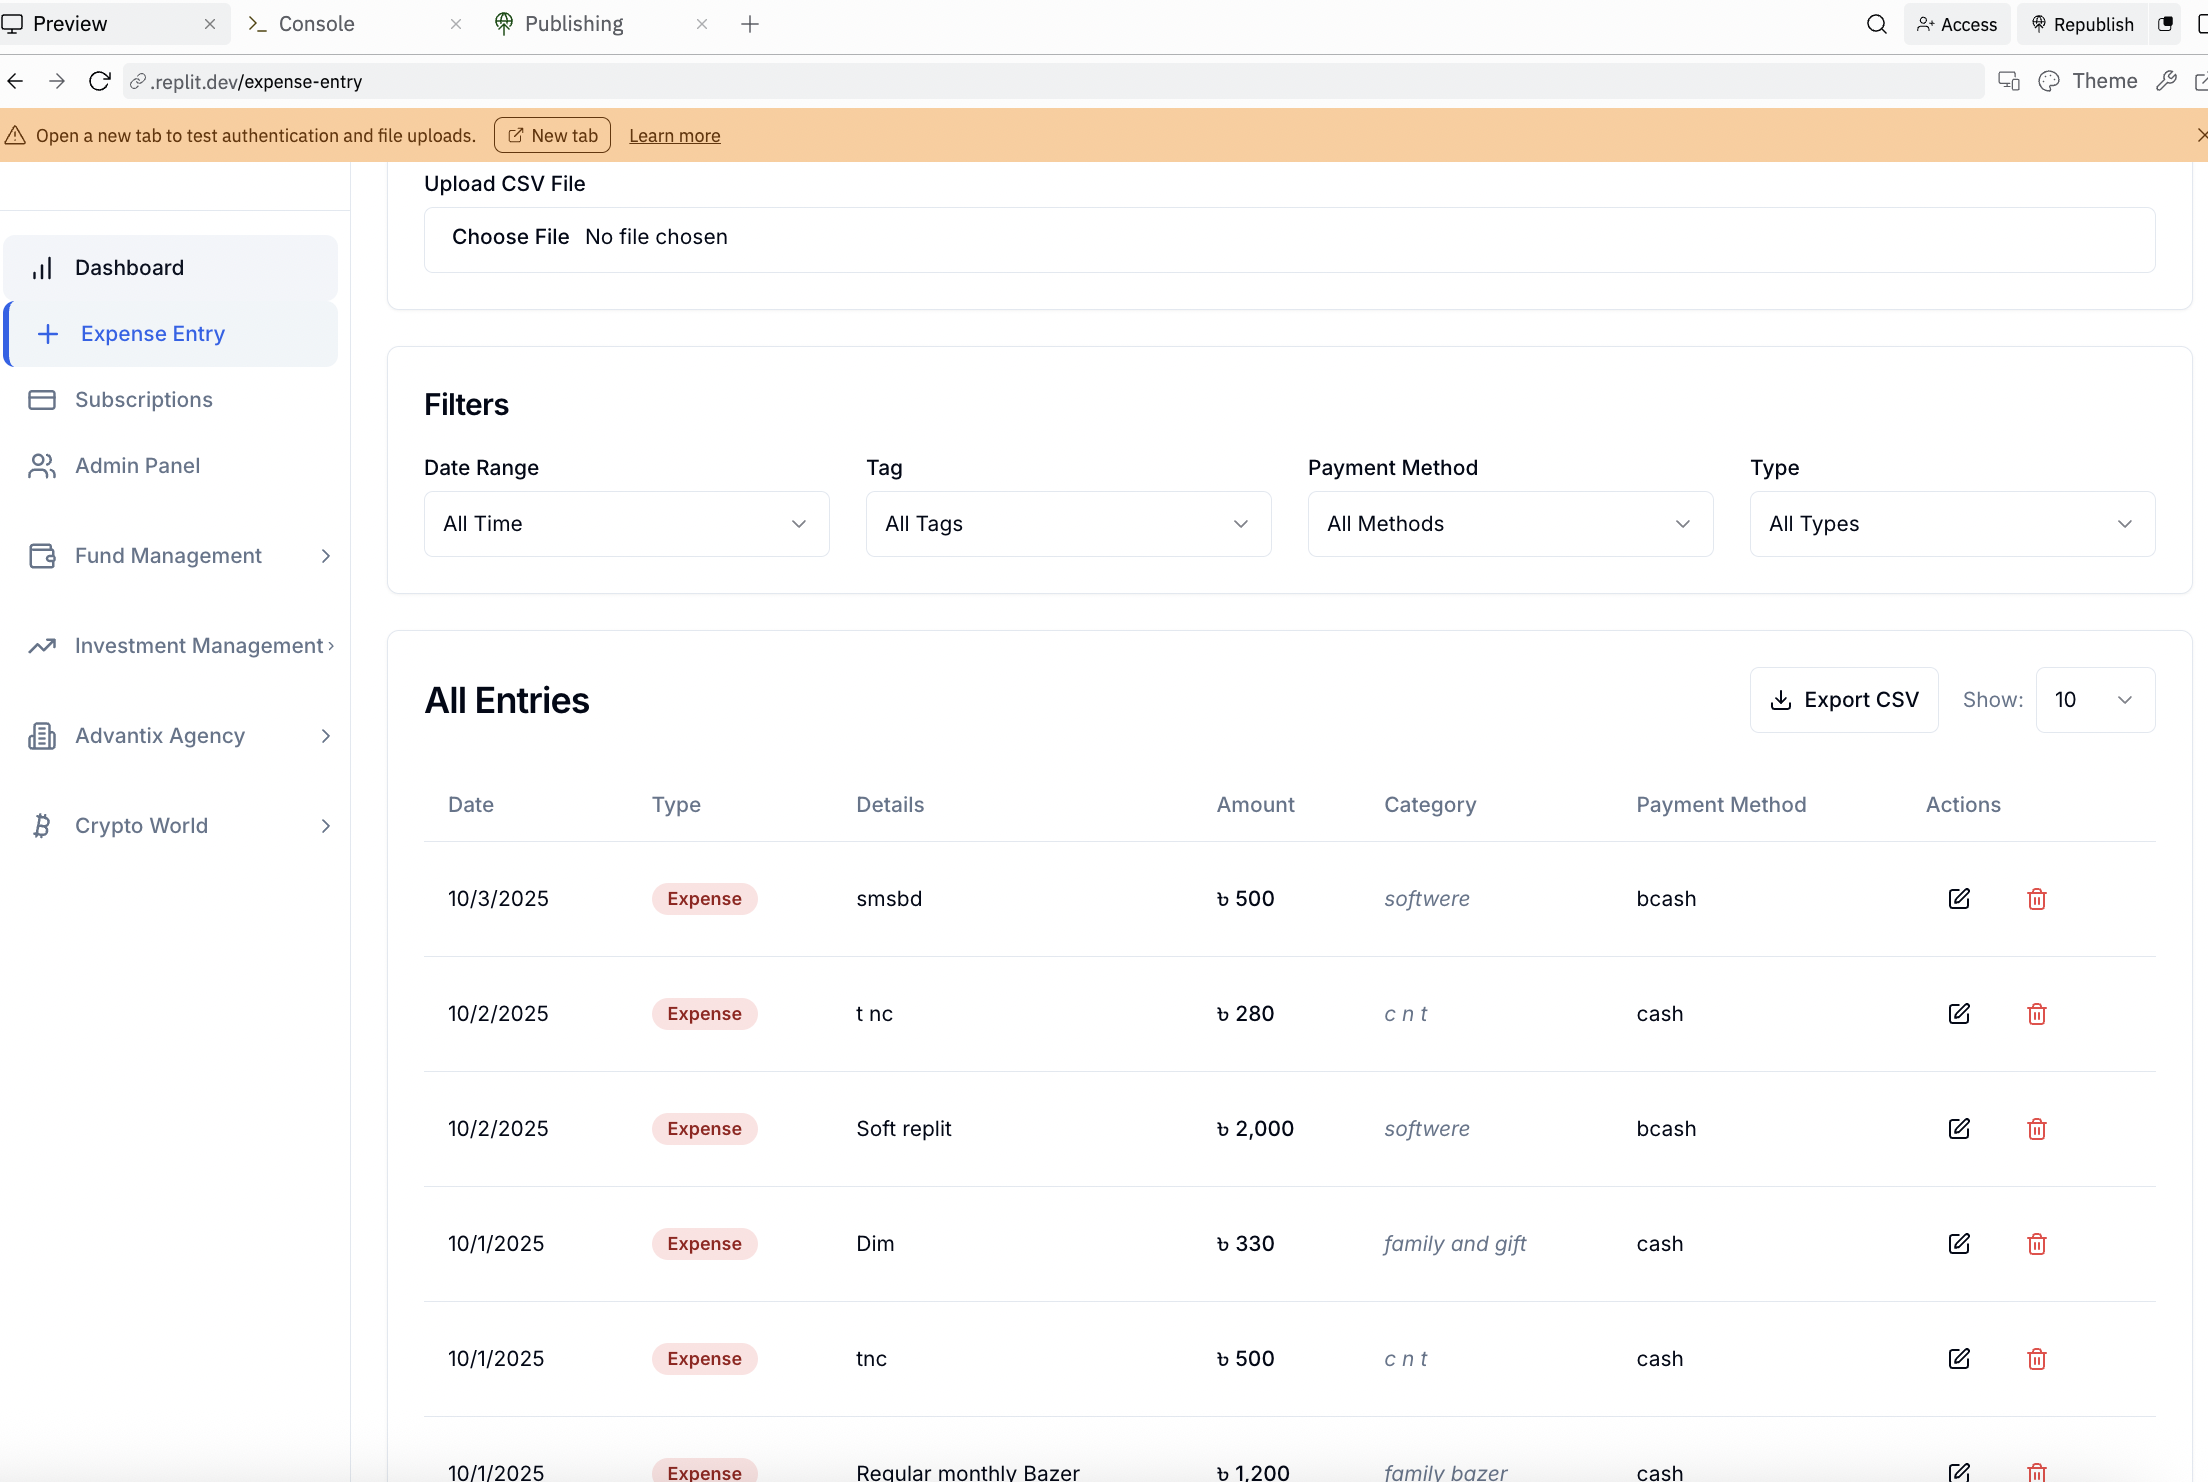 Preview
Console
Publishing
Access
Republish
.replit.dev/expense-entry
Theme
Open a new tab to test authentication and file uploads.
New tab
Learn more
Dashboard
Expense Entry
Subscriptions
Admin Panel
Fund Management
Investment Management
Advantix Agency
Crypto World
Upload CSV File
Choose File No file chosen
Filters
Date Range Tag Payment Method Type
All Time All Tags All Methods All Types
All Entries
Export CSV
Show: 10
Date Type Details Amount Category Payment Method Actions
10/3/2025 Expense smsbd ৳ 500 softwere bcash
10/2/2025 Expense t nc ৳ 280 c n t cash
10/2/2025 Expense Soft replit ৳ 2,000 softwere bcash
10/1/2025 Expense Dim ৳ 330 family and gift cash
10/1/2025 Expense tnc ৳ 500 c n t cash
10/1/2025 Expense Regular monthly Bazer ৳ 1,200 family bazer cash